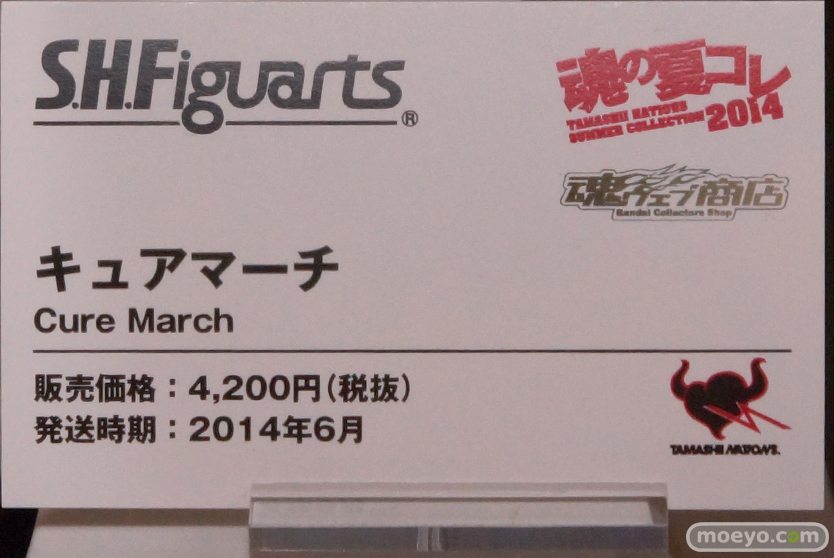 S.H.Figuarts®
魂の夏コレ
TAMASHII NATIONS
SUMMER COLLECTION 2014
魂ウェブ商店
Bandai Collectors Shop
キュアマーチ
Cure March
販売価格：4,200円(税抜)
発送時期：2014年6月
TAMASHII NATIONS.
moeyo.com